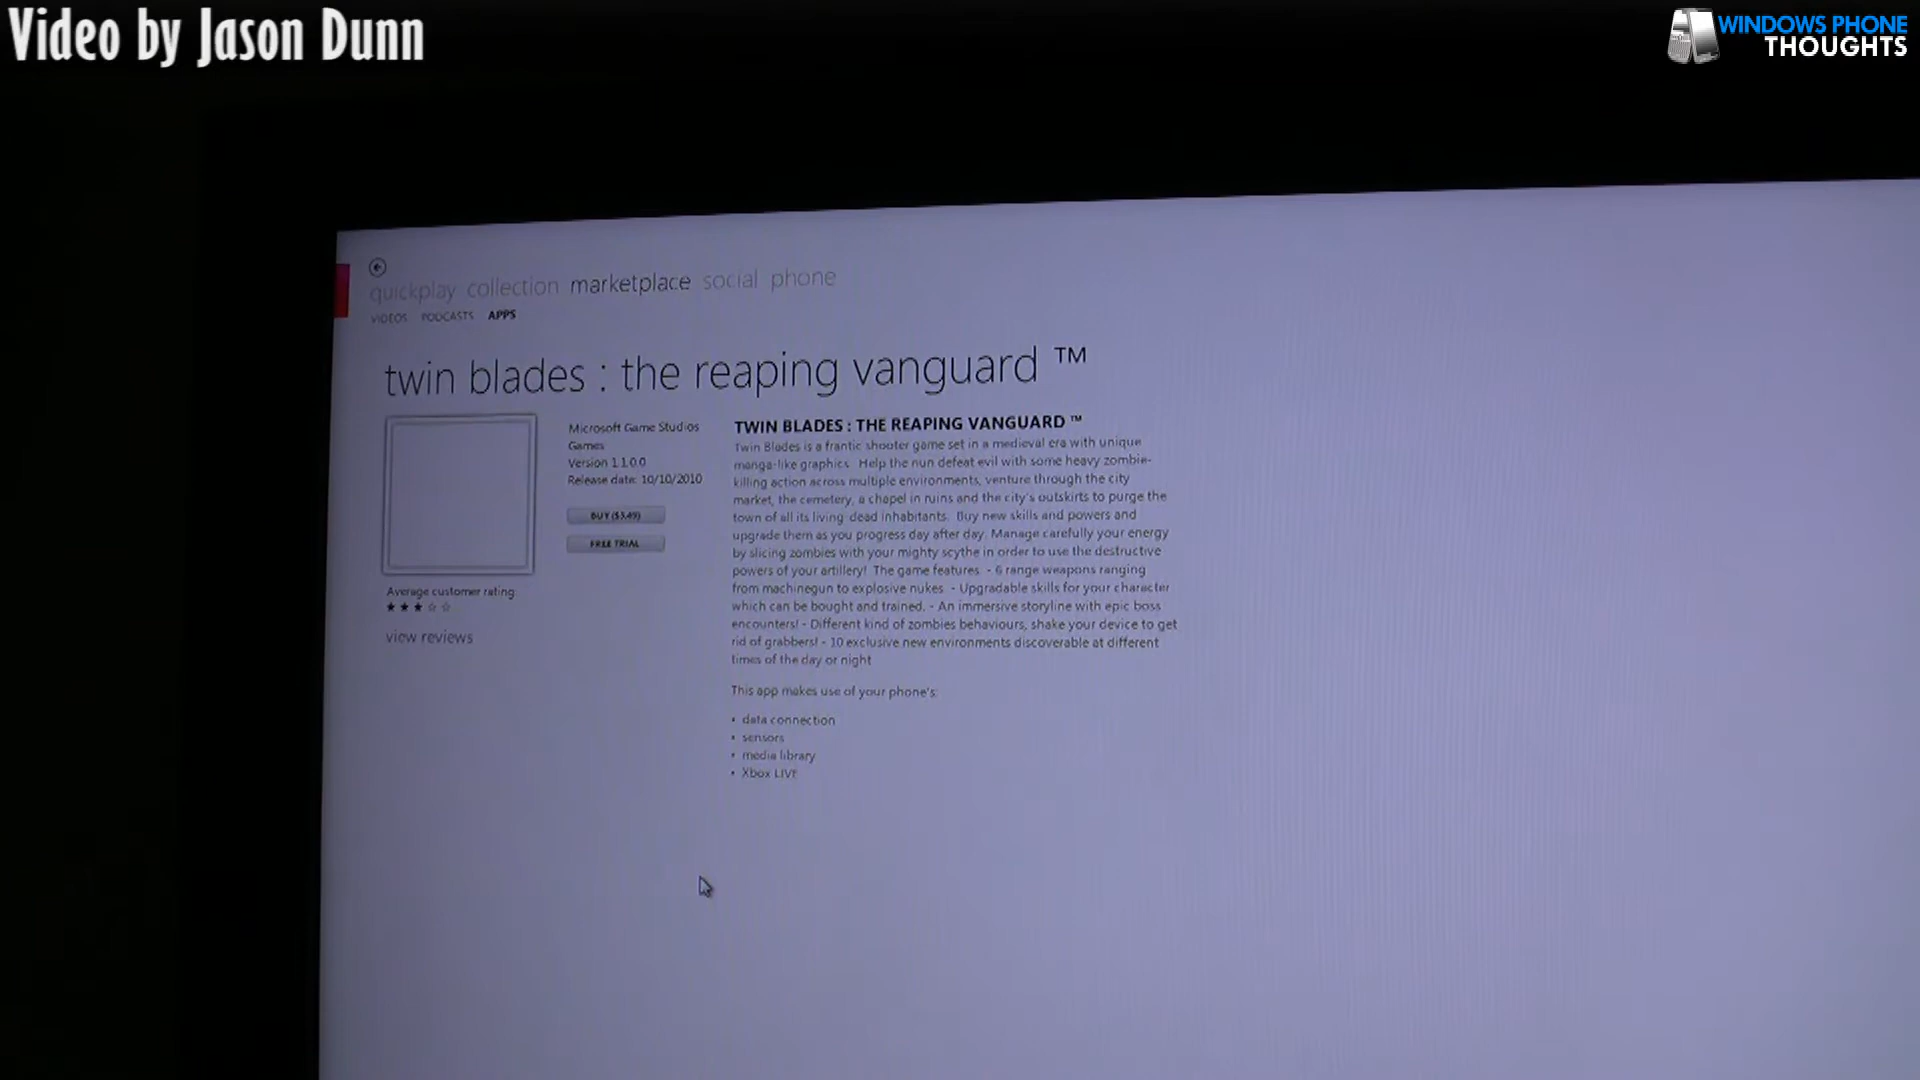 Video by Jason Dunn
WINDOWS PHONE
THOUGHTS
quickplay collection marketplace social phone
VIDEOS PODCASTS APPS
twin blades : the reaping vanguard ™
Microsoft Game Studios
Games
Version 1.1.0.0
Release date: 10/10/2010
BUY ($3.49)
FREE TRIAL
Average customer rating:
view reviews
TWIN BLADES : THE REAPING VANGUARD ™
Twin Blades is a frantic shooter game set in a medieval era with unique
manga-like graphics. Help the nun defeat evil with some heavy zombie-
killing action across multiple environments, venture through the city
market, the cemetery, a chapel in ruins and the city's outskirts to purge the
town of all its living-dead inhabitants. Buy new skills and powers and
upgrade them as you progress day after day. Manage carefully your energy
by slicing zombies with your mighty scythe in order to use the destructive
powers of your artillery! The game features - 6 range weapons ranging
from machinegun to explosive nukes. - Upgradable skills for your character
which can be bought and trained. - An immersive storyline with epic boss
encounters! - Different kind of zombies behaviours, shake your device to get
rid of grabbers! - 10 exclusive new environments discoverable at different
times of the day or night
This app makes use of your phone's:
• data connection
• sensors
• media library
• Xbox LIVE